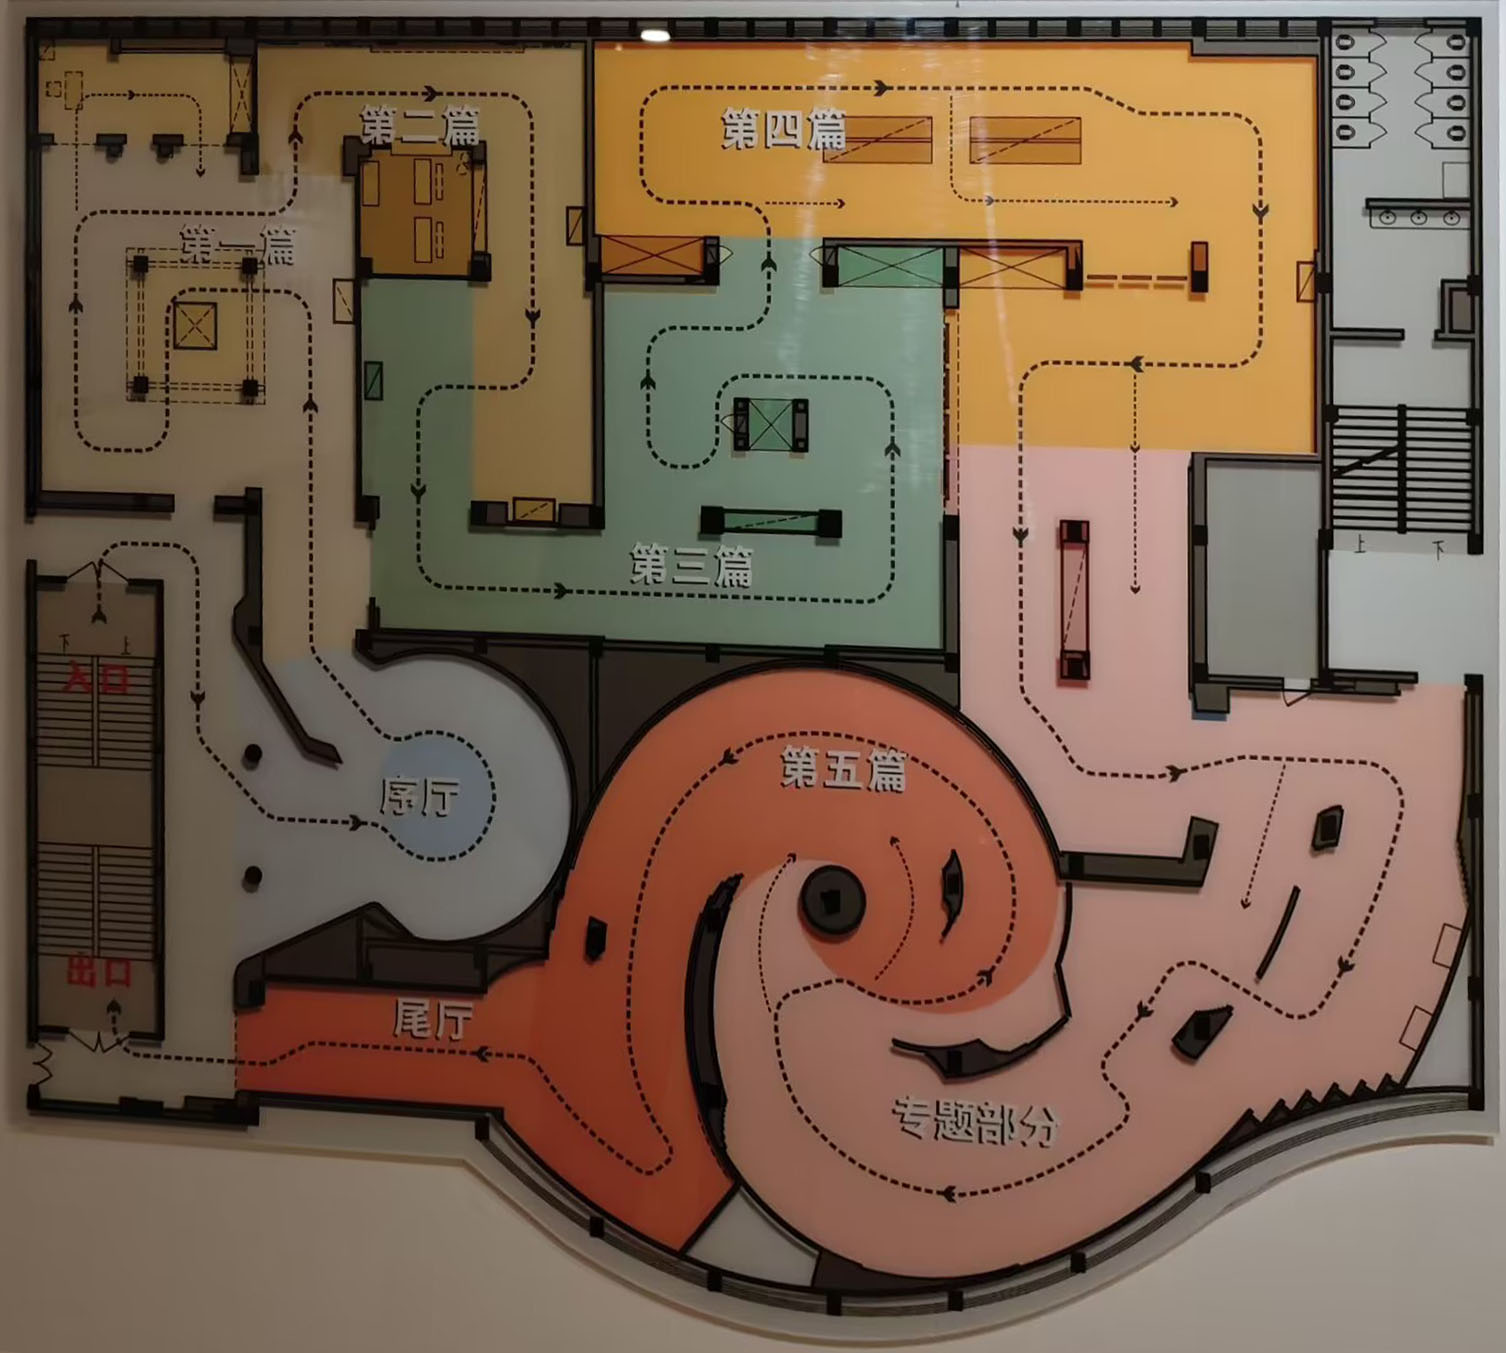 第二篇
第四篇
第一篇
第三篇
上
下
下
上
入口
第五篇
序厅
出口
尾厅
专题部分